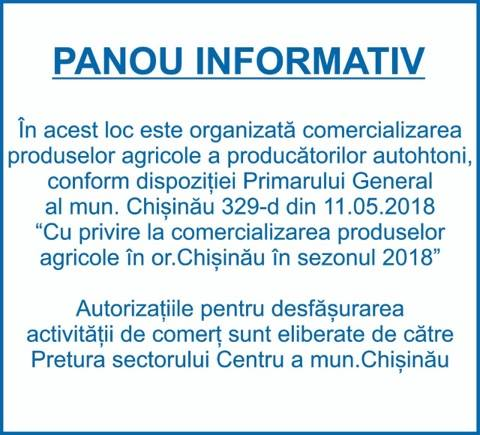 PANOU INFORMATIV
În acest loc este organizată comercializarea
produselor agricole a producătorilor autohtoni,
conform dispoziției Primarului General
al mun. Chișinău 329-d din 11.05.2018
“Cu privire la comercializarea produselor
agricole în or.Chișinău în sezonul 2018”
Autorizațiile pentru desfășurarea
activității de comerț sunt eliberate de către
Pretura sectorului Centru a mun.Chișinău